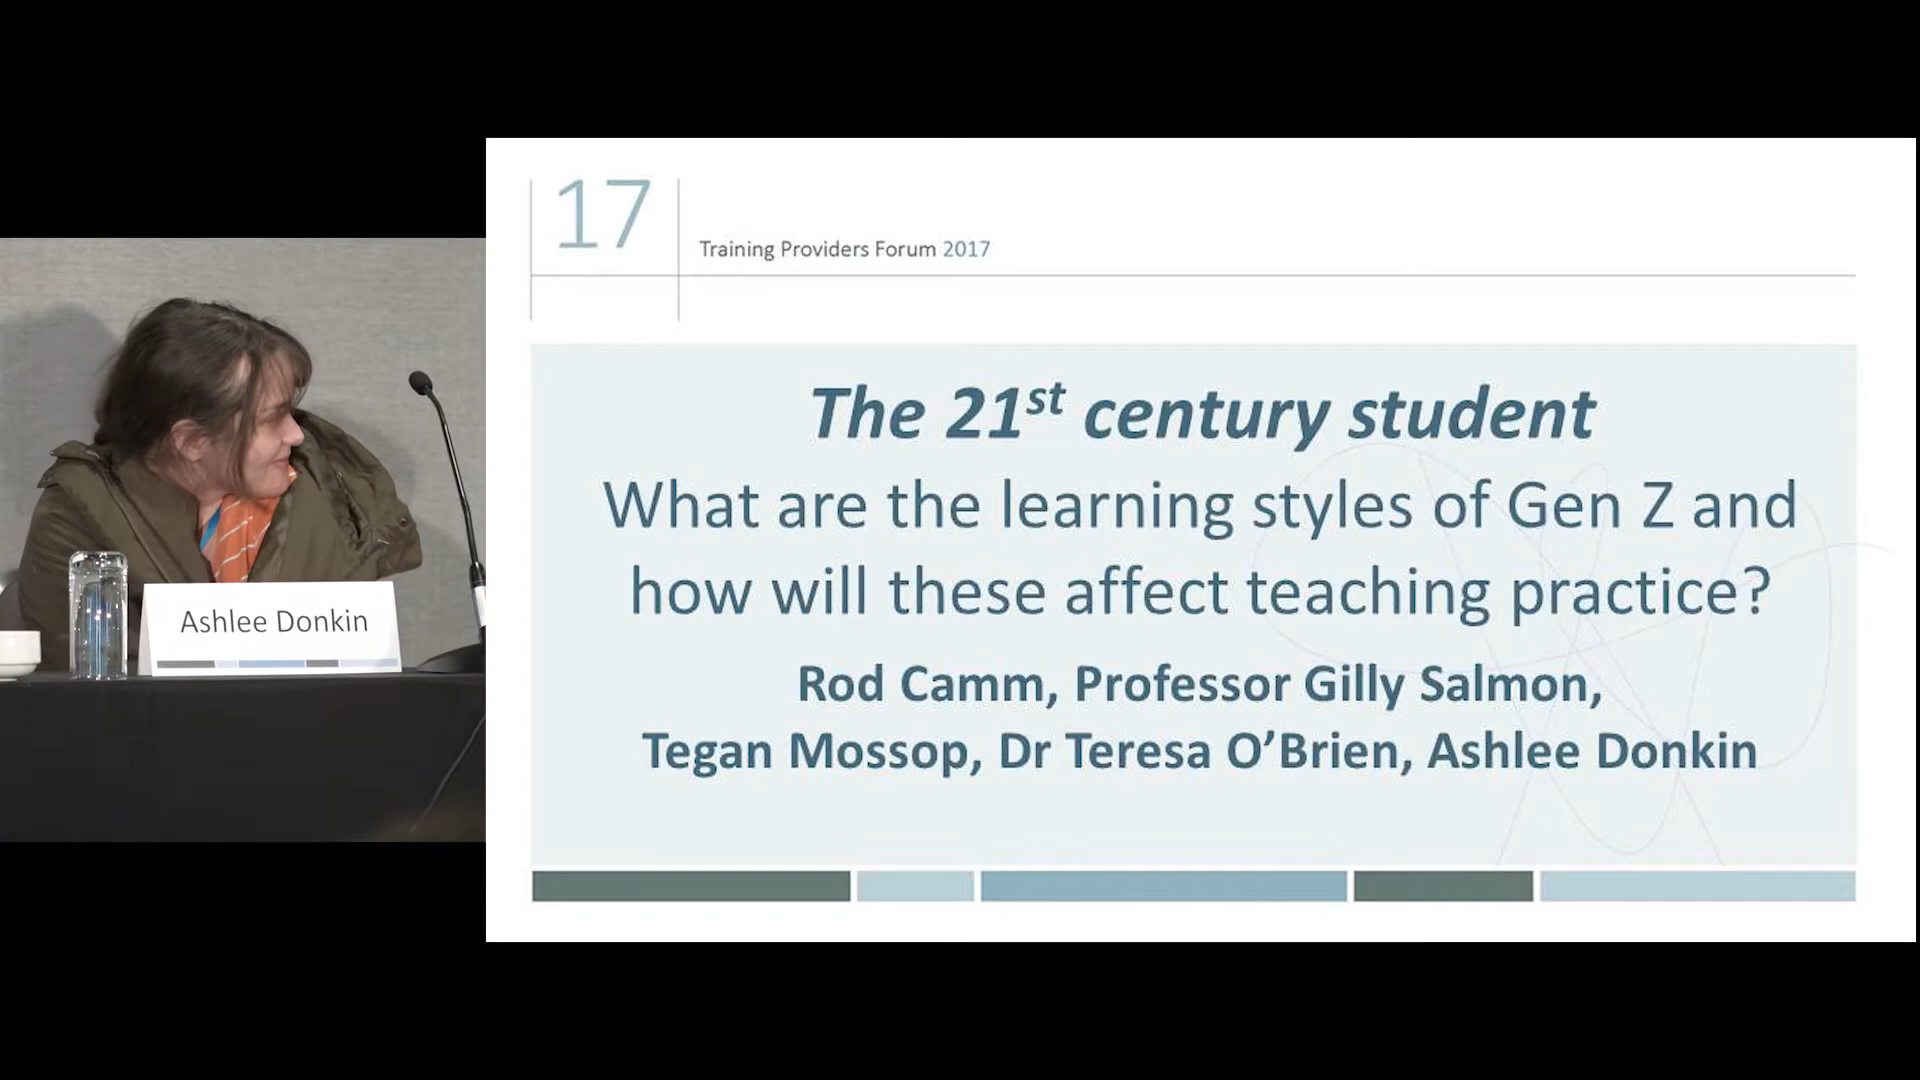 17
Training Providers Forum 2017
The 21st century student
What are the learning styles of Gen Z and
how will these affect teaching practice?
Rod Camm, Professor Gilly Salmon,
Tegan Mossop, Dr Teresa O’Brien, Ashlee Donkin
Ashlee Donkin